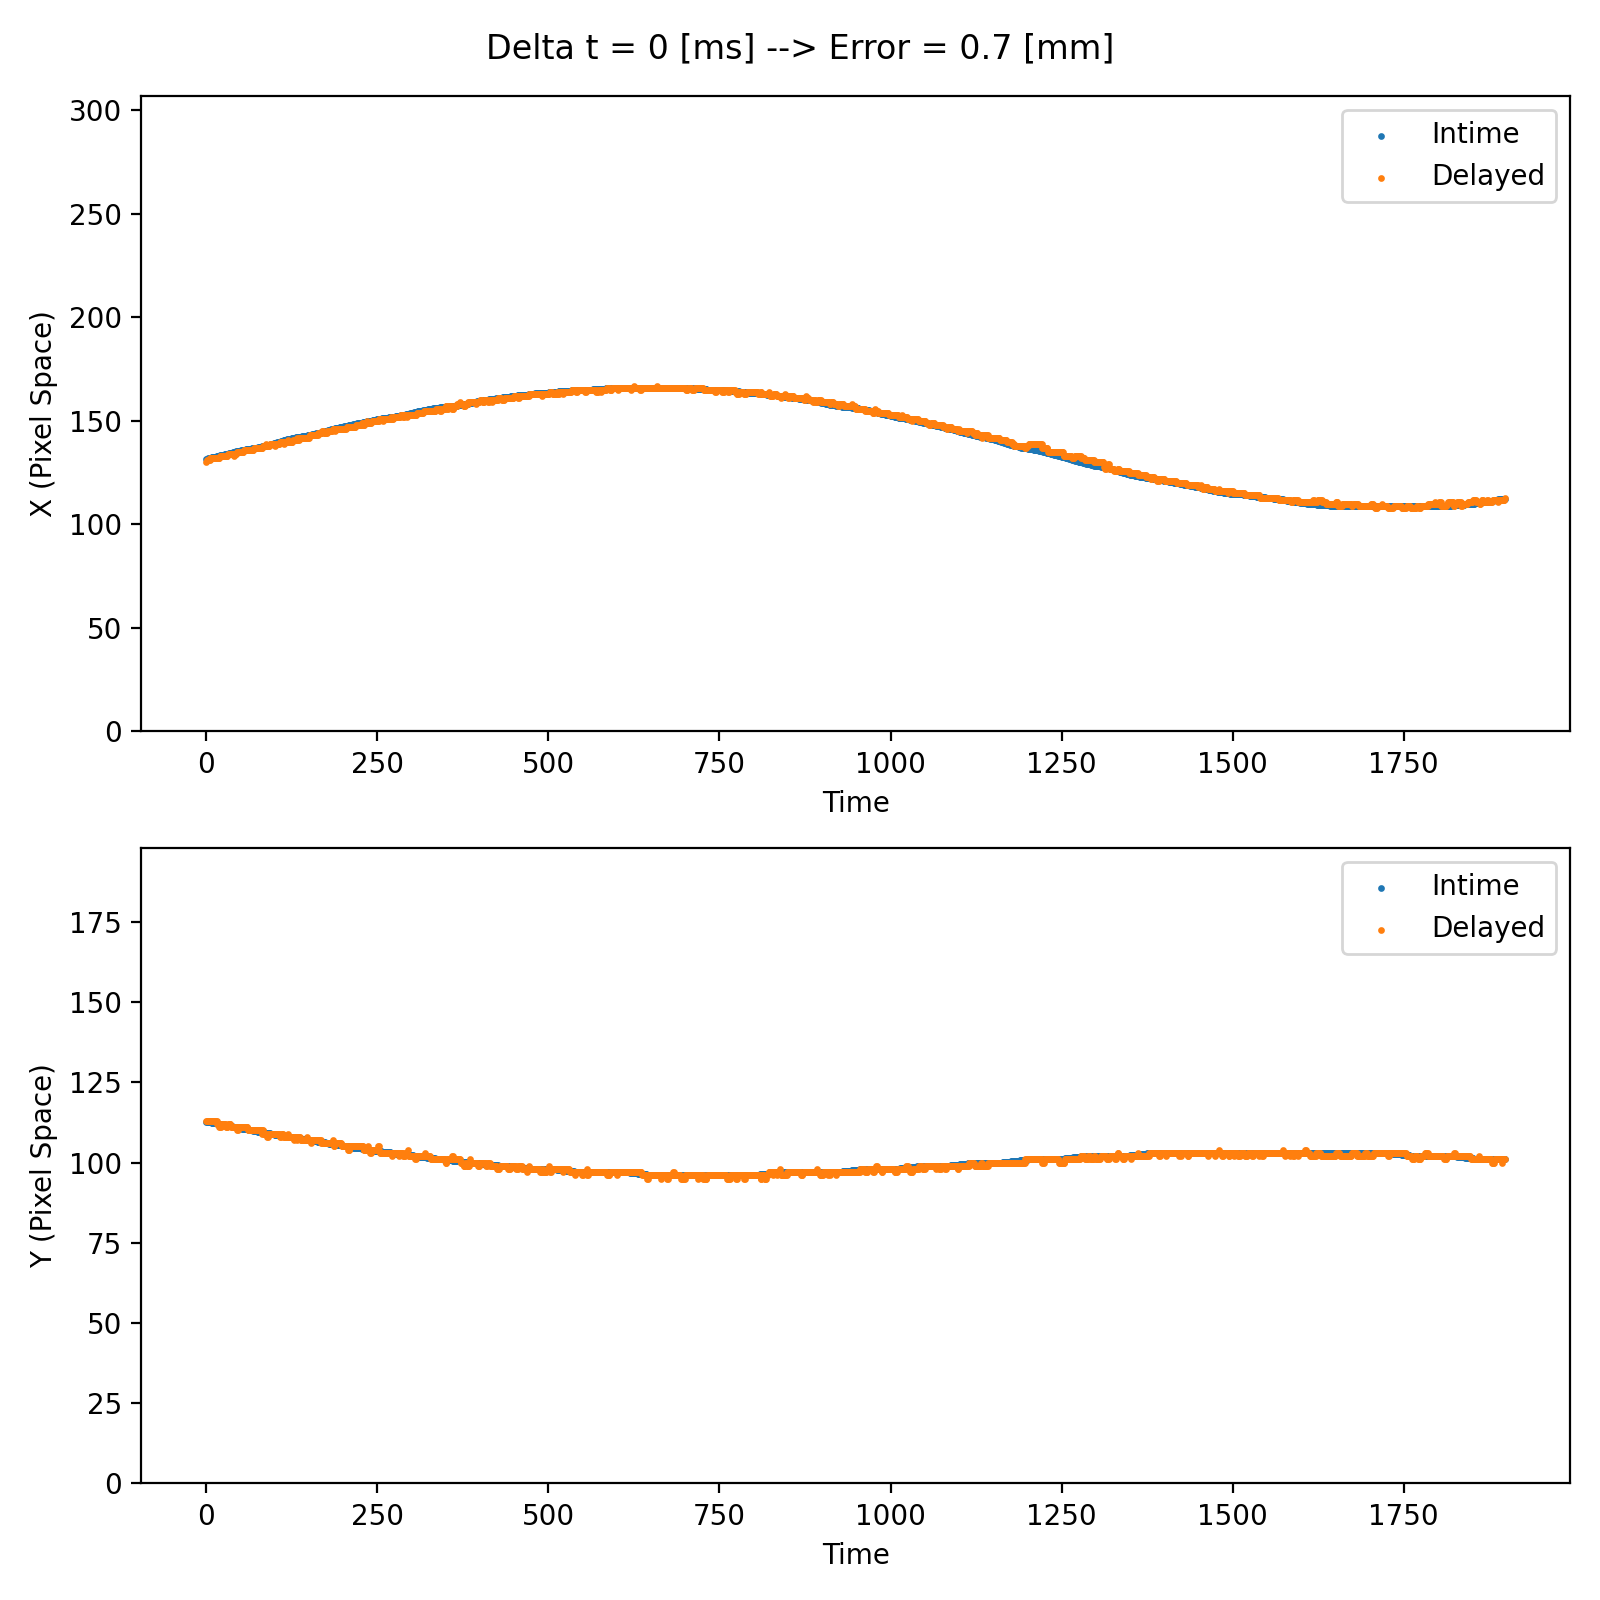 Delta t = 0 [ms] --> Error = 0.7 [mm]
300
250
200
150
100
50
0
X (Pixel Space)
Intime
Delayed
0 250 500 750 1000 1250 1500 1750
Time
175
150
125
100
75
50
25
0
Y (Pixel Space)
Intime
Delayed
0 250 500 750 1000 1250 1500 1750
Time